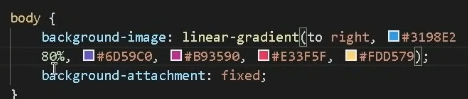 body {
background-image: linear-gradient(to right, #3198E2
80%, #6D59C0, #B93590, #E33F5F, #FDD579);
background-attachment: fixed;
}